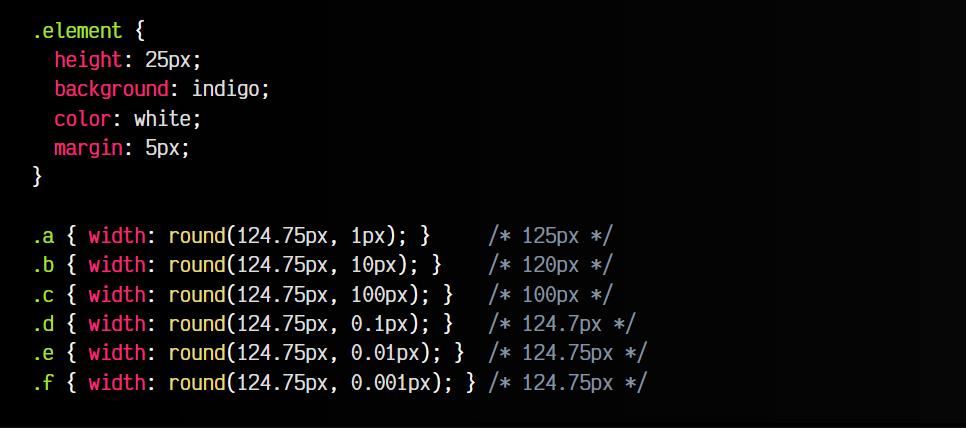 .element {
  height: 25px;
  background: indigo;
  color: white;
  margin: 5px;
}

.a { width: round(124.75px, 1px); }     /* 125px */
.b { width: round(124.75px, 10px); }    /* 120px */
.c { width: round(124.75px, 100px); }   /* 100px */
.d { width: round(124.75px, 0.1px); }   /* 124.7px */
.e { width: round(124.75px, 0.01px); }  /* 124.75px */
.f { width: round(124.75px, 0.001px); } /* 124.75px */